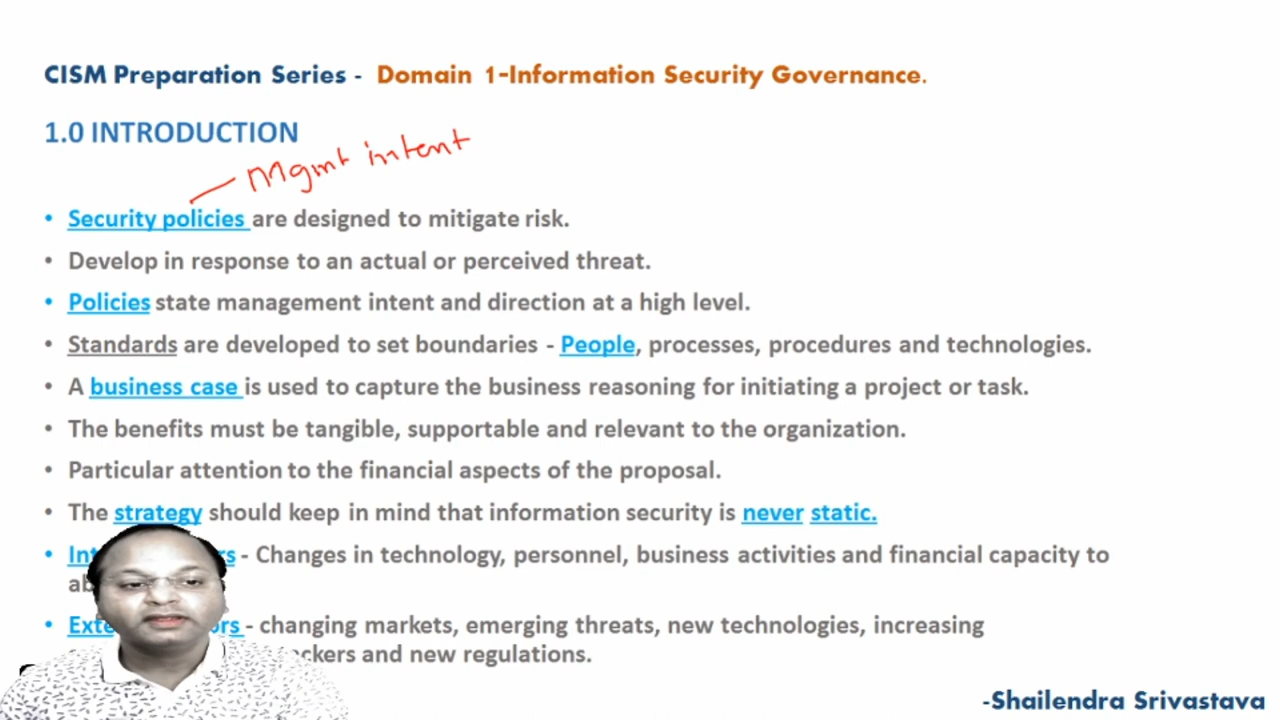 CISM Preparation Series - Domain 1-Information Security Governance.
1.0 INTRODUCTION
Mgmt intent
• Security policies are designed to mitigate risk.
• Develop in response to an actual or perceived threat.
• Policies state management intent and direction at a high level.
• Standards are developed to set boundaries - People, processes, procedures and technologies.
• A business case is used to capture the business reasoning for initiating a project or task.
• The benefits must be tangible, supportable and relevant to the organization.
• Particular attention to the financial aspects of the proposal.
• The strategy should keep in mind that information security is never static.
• - Changes in technology, personnel, business activities and financial capacity to
• - changing markets, emerging threats, new technologies, increasing
and new regulations.
-Shailendra Srivastava